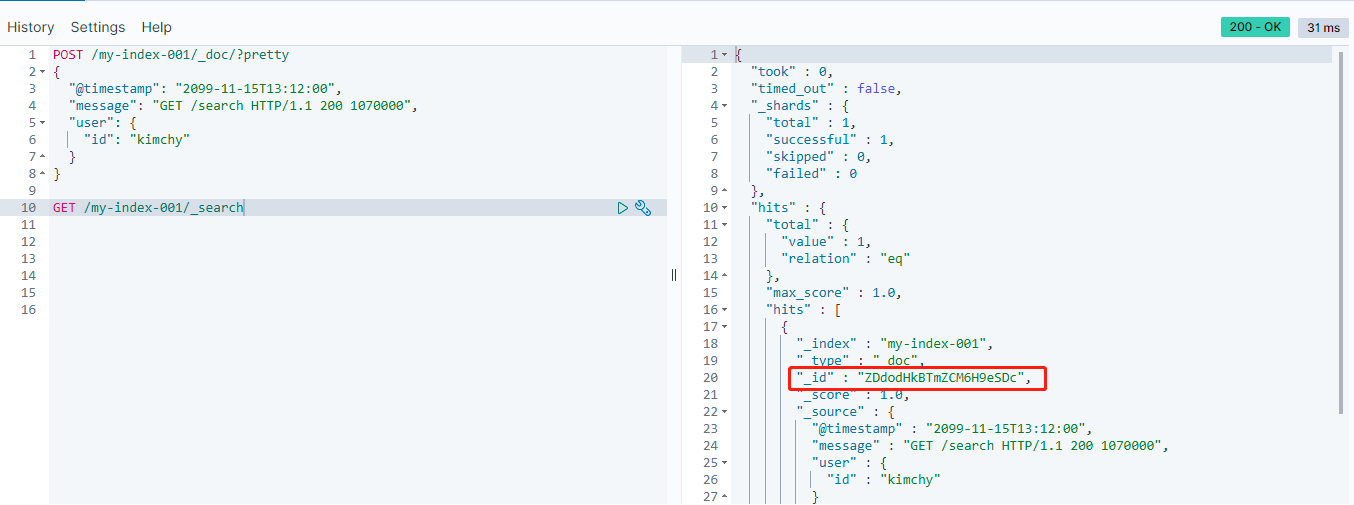 History Settings Help 200 - OK 31 ms
1 POST /my-index-001/_doc/?pretty
2 {
3 "@timestamp": "2099-11-15T13:12:00",
4 "message": "GET /search HTTP/1.1 200 1070000",
5 "user": {
6 "id": "kimchy"
7 }
8 }
9
10 GET /my-index-001/_search
11
12
13
14
15
16
1 {
2 "took" : 0,
3 "timed_out" : false,
4 "_shards" : {
5 "total" : 1,
6 "successful" : 1,
7 "skipped" : 0,
8 "failed" : 0
9 },
10 "hits" : {
11 "total" : {
12 "value" : 1,
13 "relation" : "eq"
14 },
15 "max_score" : 1.0,
16 "hits" : [
17 {
18 "_index" : "my-index-001",
19 "_type" : "_doc",
20 "_id" : "ZDdodHkBTmZCM6H9eSDc",
21 "_score" : 1.0,
22 "_source" : {
23 "@timestamp" : "2099-11-15T13:12:00",
24 "message" : "GET /search HTTP/1.1 200 1070000",
25 "user" : {
26 "id" : "kimchy"
27 }